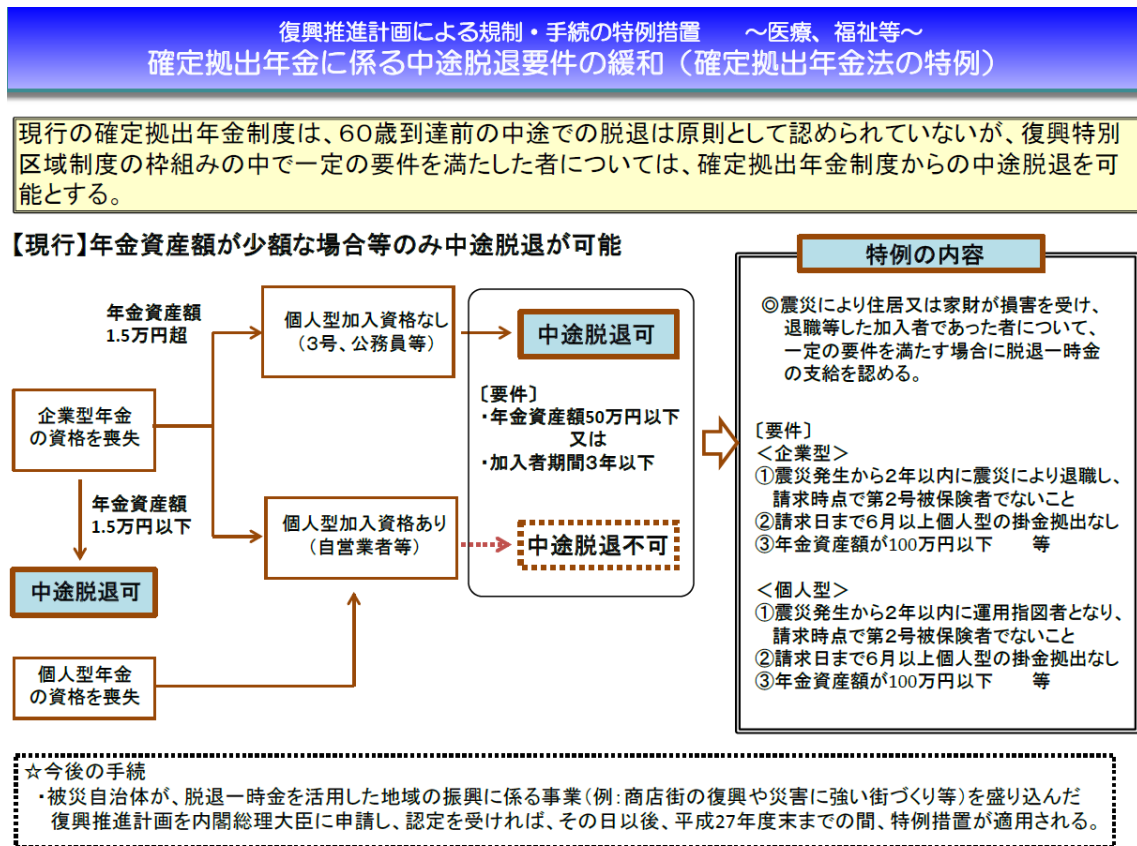 復興推進計画による規制・手続の特例措置　～医療、福祉等～
確定拠出年金に係る中途脱退要件の緩和（確定拠出年金法の特例）
現行の確定拠出年金制度は、60歳到達前の中途での脱退は原則として認められていないが、復興特別
区域制度の枠組みの中で一定の要件を満たした者については、確定拠出年金制度からの中途脱退を可
能とする。
【現行】年金資産額が少額な場合等のみ中途脱退が可能
年金資産額
1.5万円超
個人型加入資格なし
（3号、公務員等）
中途脱退可
企業型年金
の資格を喪失
〔要件〕
・年金資産額50万円以下
又は
・加入者期間3年以下
年金資産額
1.5万円以下
個人型加入資格あり
（自営業者等）
中途脱退不可
中途脱退可
個人型年金
の資格を喪失
特例の内容
◎震災により住居又は家財が損害を受け、
退職等した加入者であった者について、
一定の要件を満たす場合に脱退一時金
の支給を認める。
〔要件〕
＜企業型＞
①震災発生から2年以内に震災により退職し、
請求時点で第2号被保険者でないこと
②請求日まで6月以上個人型の掛金拠出なし
③年金資産額が100万円以下　　等
＜個人型＞
①震災発生から2年以内に運用指図者となり、
請求時点で第2号被保険者でないこと
②請求日まで6月以上個人型の掛金拠出なし
③年金資産額が100万円以下　　等
☆今後の手続
・被災自治体が、脱退一時金を活用した地域の振興に係る事業（例：商店街の復興や災害に強い街づくり等）を盛り込んだ
復興推進計画を内閣総理大臣に申請し、認定を受ければ、その日以後、平成27年度末までの間、特例措置が適用される。